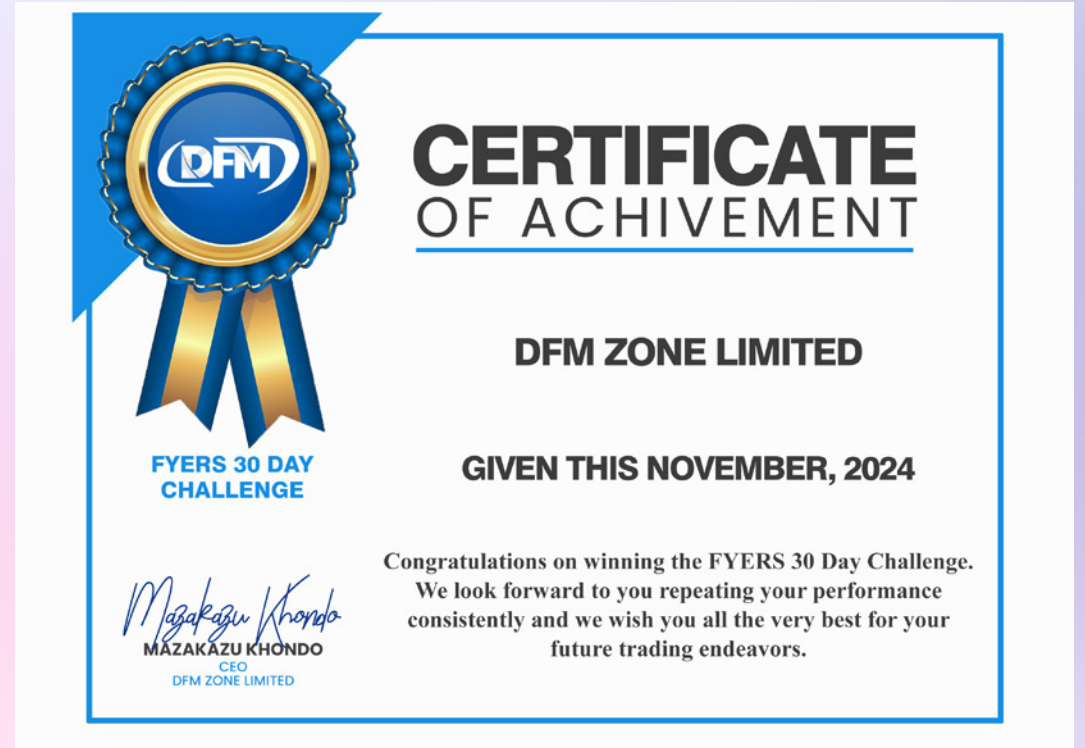 DFM
CERTIFICATE
OF ACHIVEMENT
DFM ZONE LIMITED
FYERS 30 DAY
CHALLENGE
GIVEN THIS NOVEMBER, 2024
Congratulations on winning the FYERS 30 Day Challenge.
We look forward to you repeating your performance
consistently and we wish you all the very best for your
future trading endeavors.
Mazakazu Khondo
MAZAKAZU KHONDO
CEO
DFM ZONE LIMITED